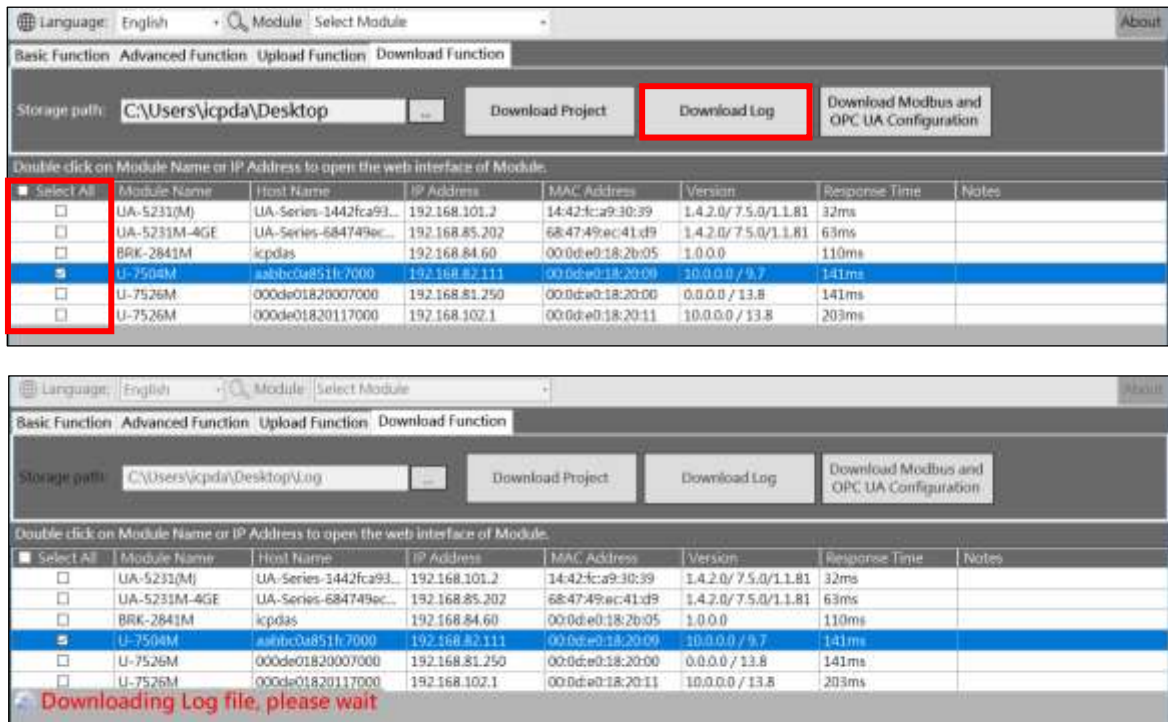 Language: English Module Select Module About
Basic Function Advanced Function Upload Function Download Function
Storage path: C:\Users\icpda\Desktop ... Download Project Download Log Download Modbus and
OPC UA Configuration
Double click on Module Name or IP Address to open the web interface of Module.
Select All Module Name Host Name IP Address MAC Address Version Response Time Notes
UA-5231(M) UA-Series-1442fca93... 192.168.101.2 14:42:fc:a9:30:39 1.4.2.0/ 7.5.0/1.1.81 32ms
UA-5231M-4GE UA-Series-684749ec... 192.168.85.202 68:47:49:ec:41:d9 1.4.2.0/ 7.5.0/1.1.81 63ms
BRK-2841M icpdas 192.168.84.60 00:0d:e0:18:2b:05 1.0.0.0 110ms
U-7504M aabbc0a851fc7000 192.168.82.111 00:0d:e0:18:20:09 10.0.0.0 / 9.7 141ms
U-7526M 000de01820007000 192.168.81.250 00:0d:e0:18:20:00 0.0.0.0 / 13.8 141ms
U-7526M 000de01820117000 192.168.102.1 00:0d:e0:18:20:11 10.0.0.0 / 13.8 203ms
Language: English Module Select Module About
Basic Function Advanced Function Upload Function Download Function
Storage path: C:\Users\icpda\Desktop\Log ... Download Project Download Log Download Modbus and
OPC UA Configuration
Double click on Module Name or IP Address to open the web interface of Module.
Select All Module Name Host Name IP Address MAC Address Version Response Time Notes
UA-5231(M) UA-Series-1442fca93... 192.168.101.2 14:42:fc:a9:30:39 1.4.2.0/ 7.5.0/1.1.81 32ms
UA-5231M-4GE UA-Series-684749ec... 192.168.85.202 68:47:49:ec:41:d9 1.4.2.0/ 7.5.0/1.1.81 63ms
BRK-2841M icpdas 192.168.84.60 00:0d:e0:18:2b:05 1.0.0.0 110ms
U-7504M aabbc0a851fc7000 192.168.82.111 00:0d:e0:18:20:09 10.0.0.0 / 9.7 141ms
U-7526M 000de01820007000 192.168.81.250 00:0d:e0:18:20:00 0.0.0.0 / 13.8 141ms
U-7526M 000de01820117000 192.168.102.1 00:0d:e0:18:20:11 10.0.0.0 / 13.8 203ms
Downloading Log file, please wait